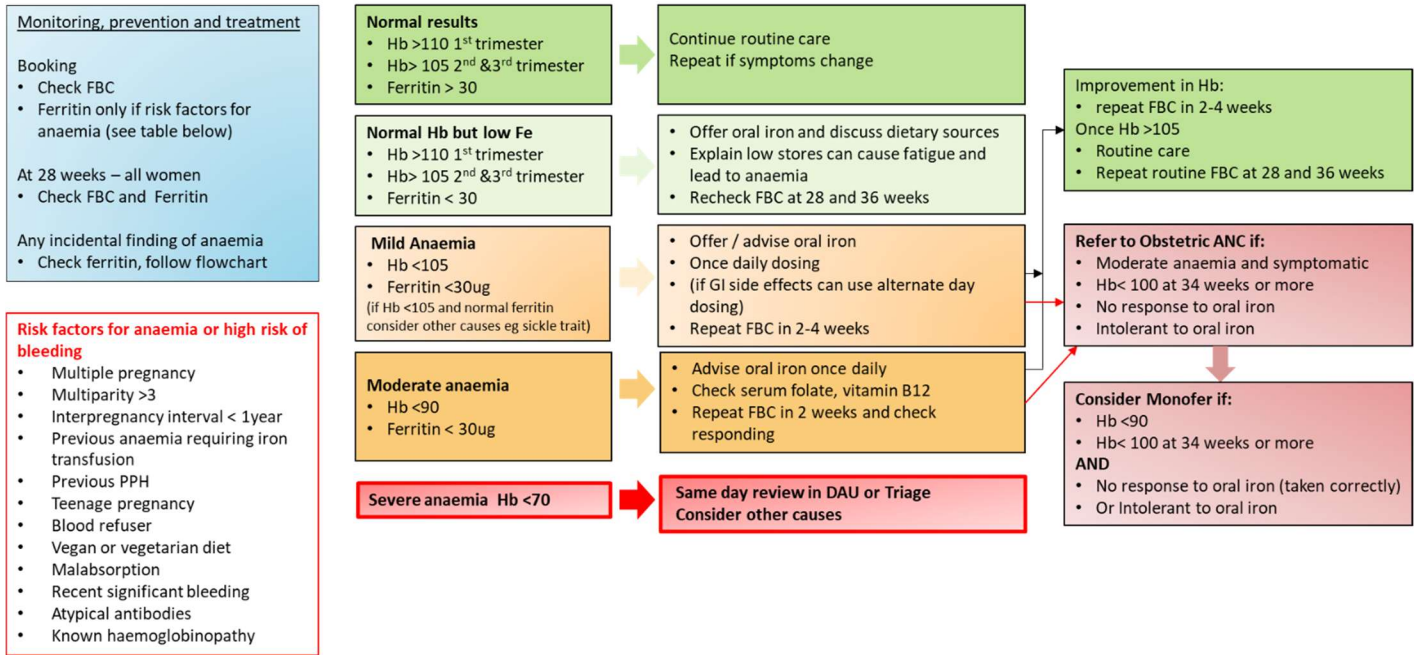 Monitoring, prevention and treatment
Booking
• Check FBC
• Ferritin only if risk factors for
anaemia (see table below)
At 28 weeks – all women
• Check FBC and Ferritin
Any incidental finding of anaemia
• Check ferritin, follow flowchart
Risk factors for anaemia or high risk of
bleeding
• Multiple pregnancy
• Multiparity >3
• Interpregnancy interval < 1year
• Previous anaemia requiring iron
transfusion
• Previous PPH
• Teenage pregnancy
• Blood refuser
• Vegan or vegetarian diet
• Malabsorption
• Recent significant bleeding
• Atypical antibodies
• Known haemoglobinopathy
Normal results
• Hb >110 1st trimester
• Hb> 105 2nd &3rd trimester
• Ferritin > 30
Continue routine care
Repeat if symptoms change
Normal Hb but low Fe
• Hb >110 1st trimester
• Hb> 105 2nd &3rd trimester
• Ferritin < 30
• Offer oral iron and discuss dietary sources
• Explain low stores can cause fatigue and
lead to anaemia
• Recheck FBC at 28 and 36 weeks
Mild Anaemia
• Hb <105
• Ferritin <30ug
(if Hb <105 and normal ferritin
consider other causes eg sickle trait)
• Offer / advise oral iron
• Once daily dosing
• (if GI side effects can use alternate day
dosing)
• Repeat FBC in 2-4 weeks
Moderate anaemia
• Hb <90
• Ferritin < 30ug
• Advise oral iron once daily
• Check serum folate, vitamin B12
• Repeat FBC in 2 weeks and check
responding
Severe anaemia Hb <70
Same day review in DAU or Triage
Consider other causes
Improvement in Hb:
• repeat FBC in 2-4 weeks
Once Hb >105
• Routine care
• Repeat routine FBC at 28 and 36 weeks
Refer to Obstetric ANC if:
• Moderate anaemia and symptomatic
• Hb< 100 at 34 weeks or more
• No response to oral iron
• Intolerant to oral iron
Consider Monofer if:
• Hb <90
• Hb< 100 at 34 weeks or more
AND
• No response to oral iron (taken correctly)
• Or Intolerant to oral iron